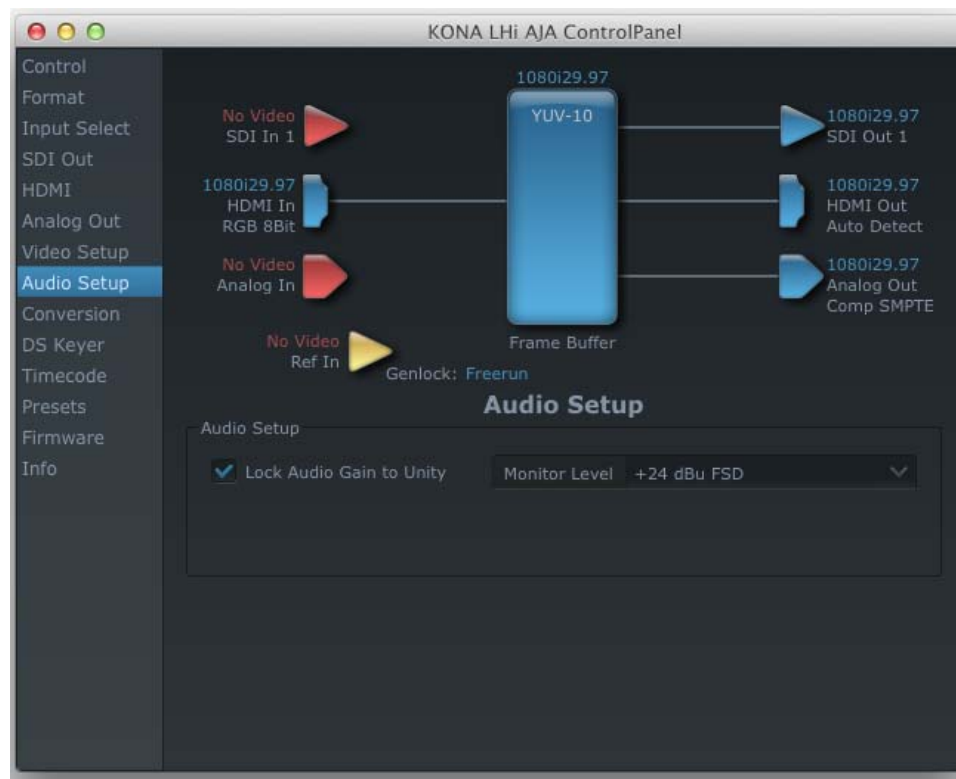 KONA LHi AJA ControlPanel
Control
Format
Input Select
SDI Out
HDMI
Analog Out
Video Setup
Audio Setup
Conversion
DS Keyer
Timecode
Presets
Firmware
Info
1080i29.97
YUV-10
Frame Buffer
No Video
SDI In 1
1080i29.97
HDMI In
RGB 8Bit
No Video
Analog In
No Video
Ref In
Genlock: Freerun
1080i29.97
SDI Out 1
1080i29.97
HDMI Out
Auto Detect
1080i29.97
Analog Out
Comp SMPTE
Audio Setup
Audio Setup
Lock Audio Gain to Unity
Monitor Level +24 dBu FSD